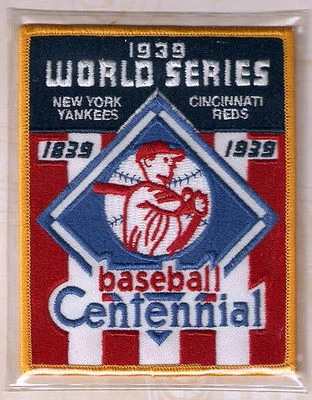 1939
WORLD SERIES
NEW YORK YANKEES
CINCINNATI REDS
1839
1939
baseball
Centennial